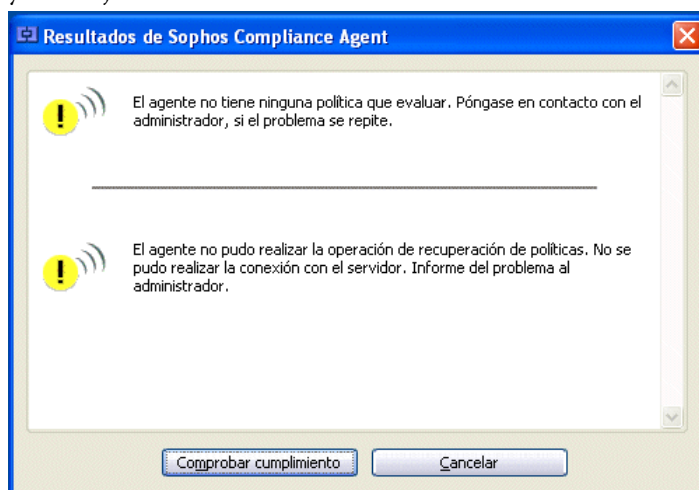 Resultados de Sophos Compliance Agent
El agente no tiene ninguna política que evaluar. Póngase en contacto con el
administrador, si el problema se repite.
El agente no pudo realizar la operación de recuperación de políticas. No se
pudo realizar la conexión con el servidor. Informe del problema al
administrador.
Comprobar cumplimiento
Cancelar